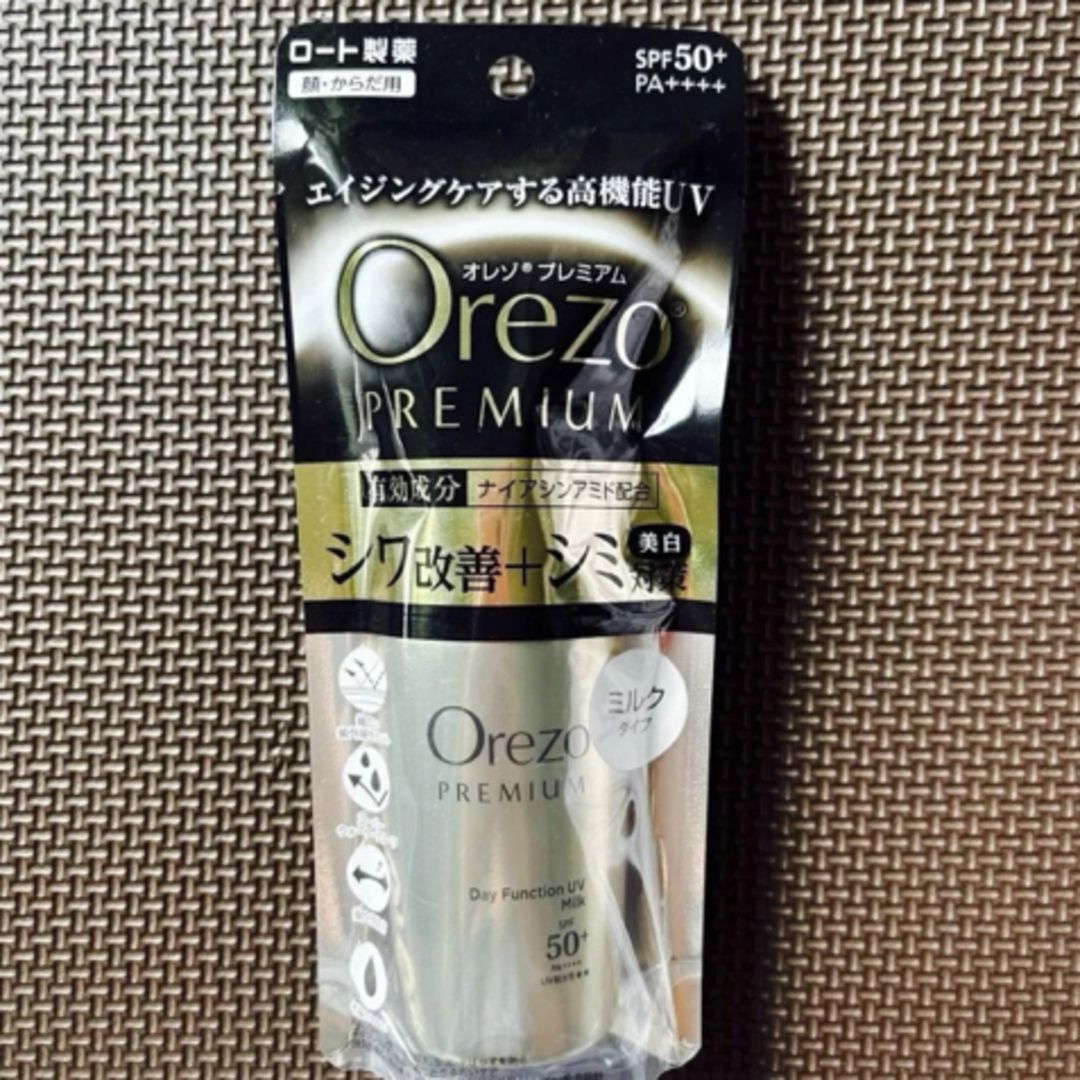 ロート製薬
顔・からだ用
SPF50+
PA++++
エイジングケアする高機能UV
オレゾ®プレミアム
Orezo®
PREMIUM
有効成分 ナイアシンアミド配合
シワ改善+シミ対策
美白
ミルク
タイプ
Orezo
PREMIUM
Day Function UV
Milk
SPF
50+
PA++++